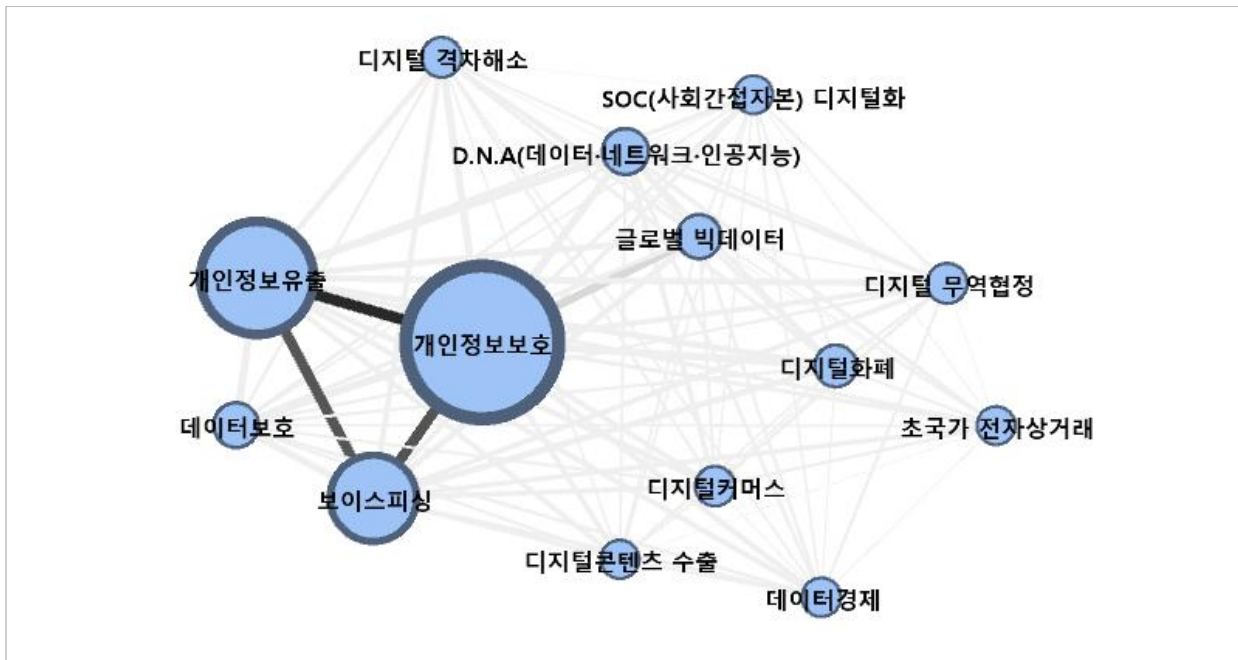 디지털 격차해소
SOC(사회간접자본) 디지털화
D.N.A(데이터·네트워크·인공지능)
글로벌 빅데이터
개인정보유출
디지털 무역협정
개인정보보호
디지털화폐
데이터보호
초국가 전자상거래
보이스피싱
디지털커머스
디지털콘텐츠 수출
데이터경제